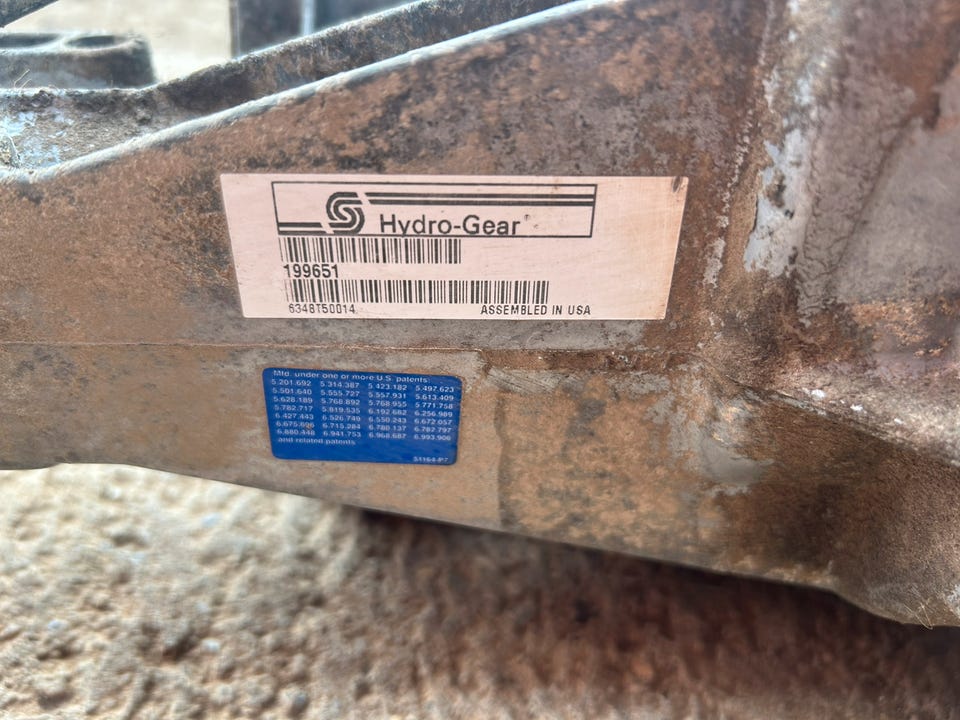 Hydro-Gear®
199651
6348T50014 ASSEMBLED IN USA
Mfd. under one or more U.S. patents:
5.201.692 5.314.387 5.423.182 5.497.623
5.501.640 5.555.727 5.557.931 5.613.409
5.628.189 5.768.892 5.768.955 5.771.758
5.782.717 5.819.535 6.192.682 6.256.989
6.427.443 6.526.749 6.550.243 6.672.057
6.675.696 6.715.284 6.780.137 6.782.797
6.880.448 6.941.753 6.968.687 6.993.906
and related patents
51164-P7